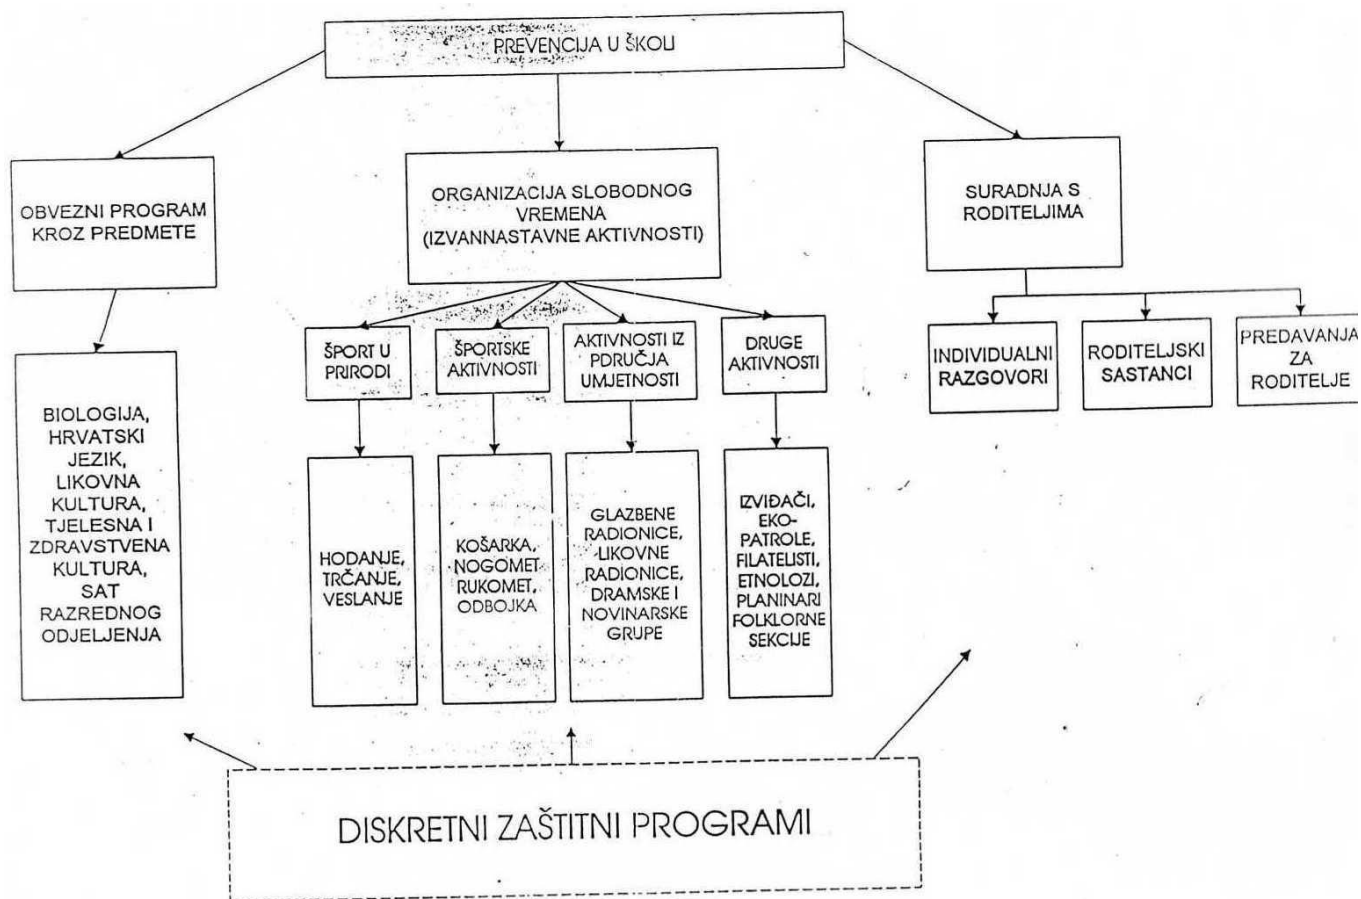 PREVENCIJA U ŠKOLI
OBVEZNI PROGRAM
KROZ PREDMETE
ORGANIZACIJA SLOBODNOG
VREMENA
(IZVANNASTAVNE AKTIVNOSTI)
SURADNJA S
RODITELJIMA
ŠPORT U
PRIRODI
ŠPORTSKE
AKTIVNOSTI
AKTIVNOSTI IZ
PDRUČJA
UMJETNOSTI
DRUGE
AKTIVNOSTI
INDIVIDUALNI
RAZGOVORI
RODITELJSKI
SASTANCI
PREDAVANJA
ZA
RODITELJE
BIOLOGIJA,
HRVATSKI
JEZIK,
LIKOVNA
KULTURA,
TJELESNA I
ZDRAVSTVENA
KULTURA,
SAT
RAZREDNOG
ODJELJENJA
HODANJE,
TRČANJE,
VESLANJE
KOŠARKA,
NOGOMET
RUKOMET,
ODBOJKA
GLAZBENE
RADIONICE,
LIKOVNE
RADIONICE,
DRAMSKE I
NOVINARSKE
GRUPE
IZVIĐAČI,
EKO-
PATROLE,
FILATELISTI,
ETNOLOZI,
PLANINARI
FOLKLORNE
SEKCIJE
DISKRETNI ZAŠTITNI PROGRAMI